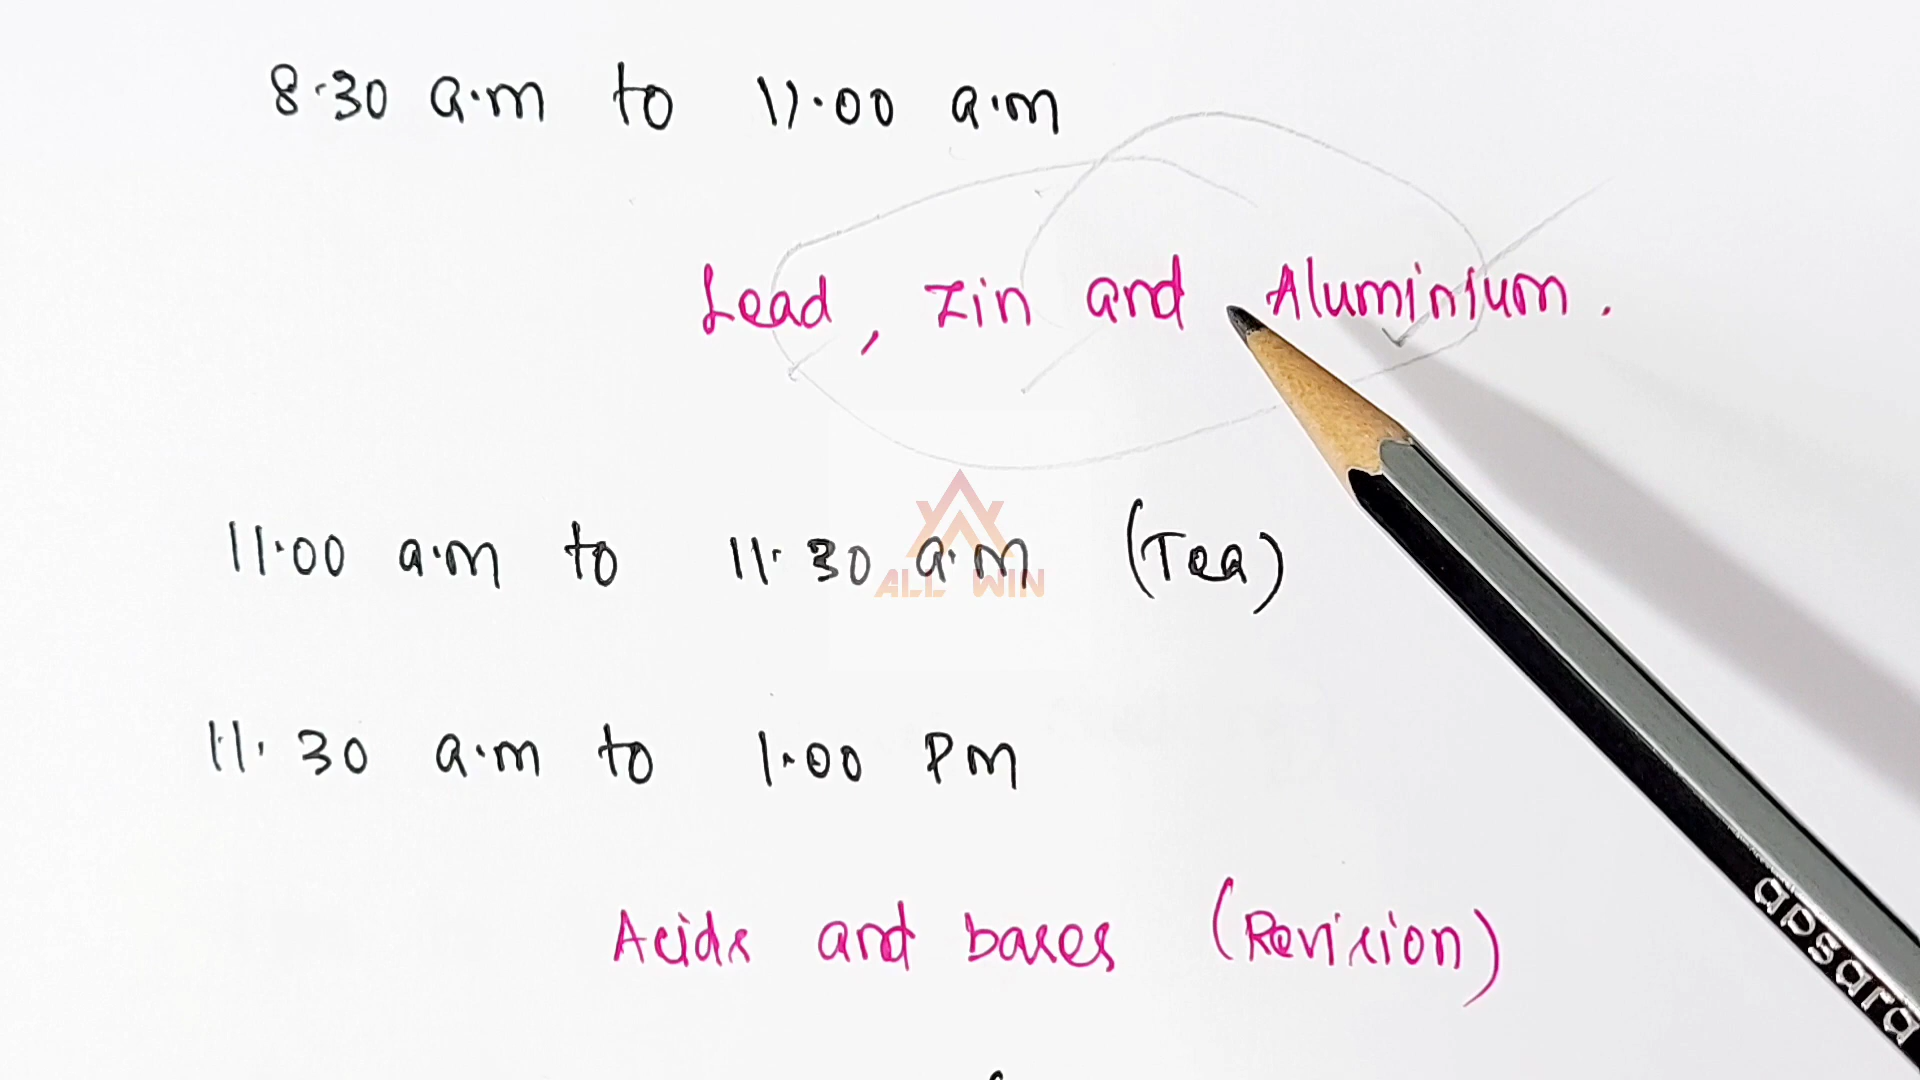 8.30 a.m to 11.00 a.m
Lead, Zin and Aluminium.
11.00 a.m to 11.30 a.m (Tea)
ALL WIN
11.30 a.m to 1.00 PM
Acids and bases (Revision)
apsara